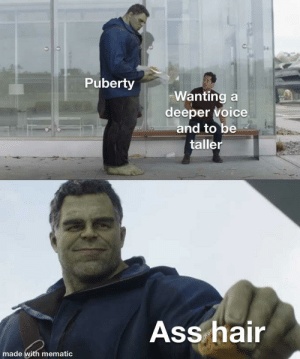 Puberty
Wanting a
deeper voice
and to be
taller
Ass hair
made with mematic